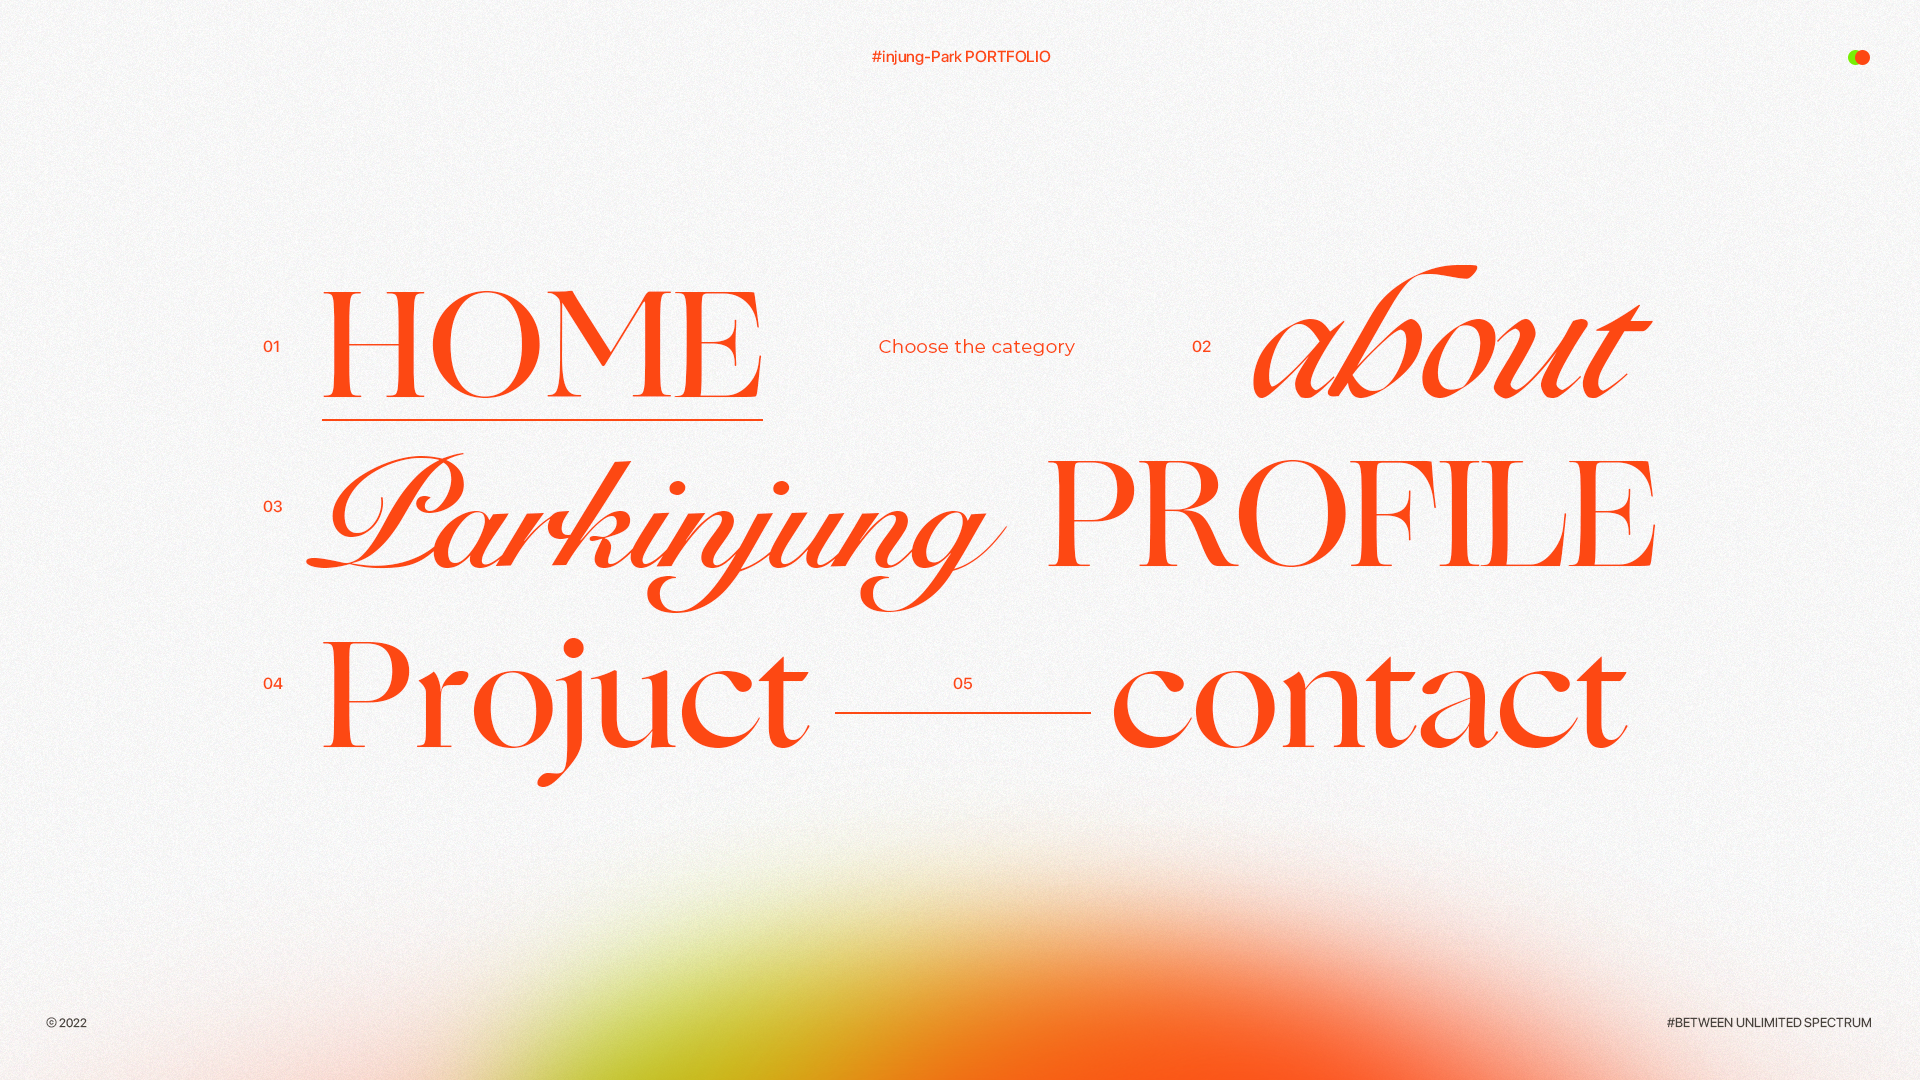 #injung-Park PORTFOLIO
01 HOME Choose the category 02 about
03 Parkinjung PROFILE
04 Projuct 05 contact
© 2022 #BETWEEN UNLIMITED SPECTRUM